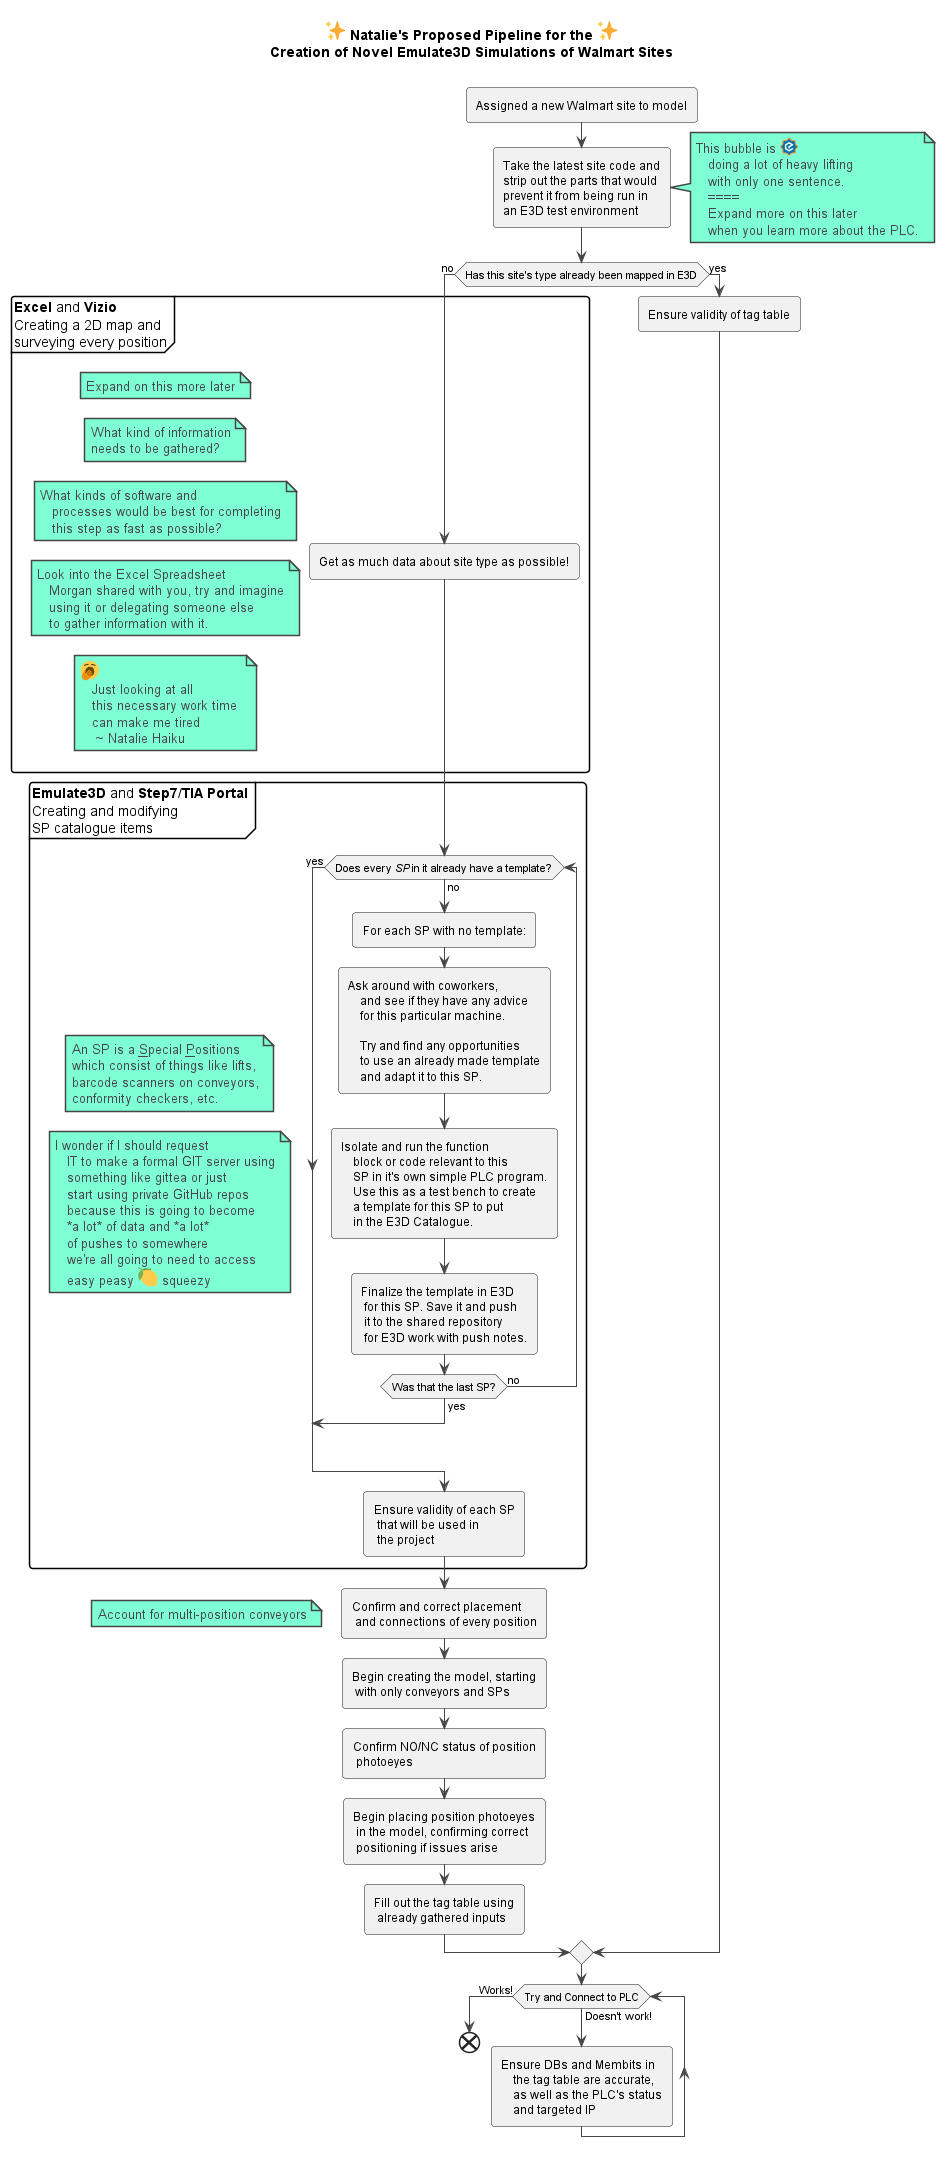 Natalie's Proposed Pipeline for the
Creation of Novel Emulate3D Simulations of Walmart Sites
Assigned a new Walmart site to model
Take the latest site code and
strip out the parts that would
prevent it from being run in
an E3D test environment
This bubble is
doing a lot of heavy lifting
with only one sentence.
====
Expand more on this later
when you learn more about the PLC.
no
Has this site's type already been mapped in E3D
yes
Ensure validity of tag table
Excel and Vizio
Creating a 2D map and
surveying every position
Expand on this more later
What kind of information
needs to be gathered?
What kinds of software and
processes would be best for completing
this step as fast as possible?
Look into the Excel Spreadsheet
Morgan shared with you, try and imagine
using it or delegating someone else
to gather information with it.
Just looking at all
this necessary work time
can make me tired
~ Natalie Haiku
Get as much data about site type as possible!
Emulate3D and Step7/TIA Portal
Creating and modifying
SP catalogue items
yes
Does every SP in it already have a template?
no
For each SP with no template:
Ask around with coworkers,
and see if they have any advice
for this particular machine.
Try and find any opportunities
to use an already made template
and adapt it to this SP.
An SP is a Special Positions
which consist of things like lifts,
barcode scanners on conveyors,
conformity checkers, etc.
I wonder if I should request
IT to make a formal GIT server using
something like gittea or just
start using private GitHub repos
because this is going to become
*a lot* of data and *a lot*
of pushes to somewhere
we're all going to need to access
easy peasy squeezy
Isolate and run the function
block or code relevant to this
SP in it's own simple PLC program.
Use this as a test bench to create
a template for this SP to put
in the E3D Catalogue.
Finalize the template in E3D
for this SP. Save it and push
it to the shared repository
for E3D work with push notes.
Was that the last SP?
no
yes
Ensure validity of each SP
that will be used in
the project
Account for multi-position conveyors
Confirm and correct placement
and connections of every position
Begin creating the model, starting
with only conveyors and SPs
Confirm NO/NC status of position
photoeyes
Begin placing position photoeyes
in the model, confirming correct
positioning if issues arise
Fill out the tag table using
already gathered inputs
Works!
Try and Connect to PLC
Doesn't work!
Ensure DBs and Membits in
the tag table are accurate,
as well as the PLC's status
and targeted IP